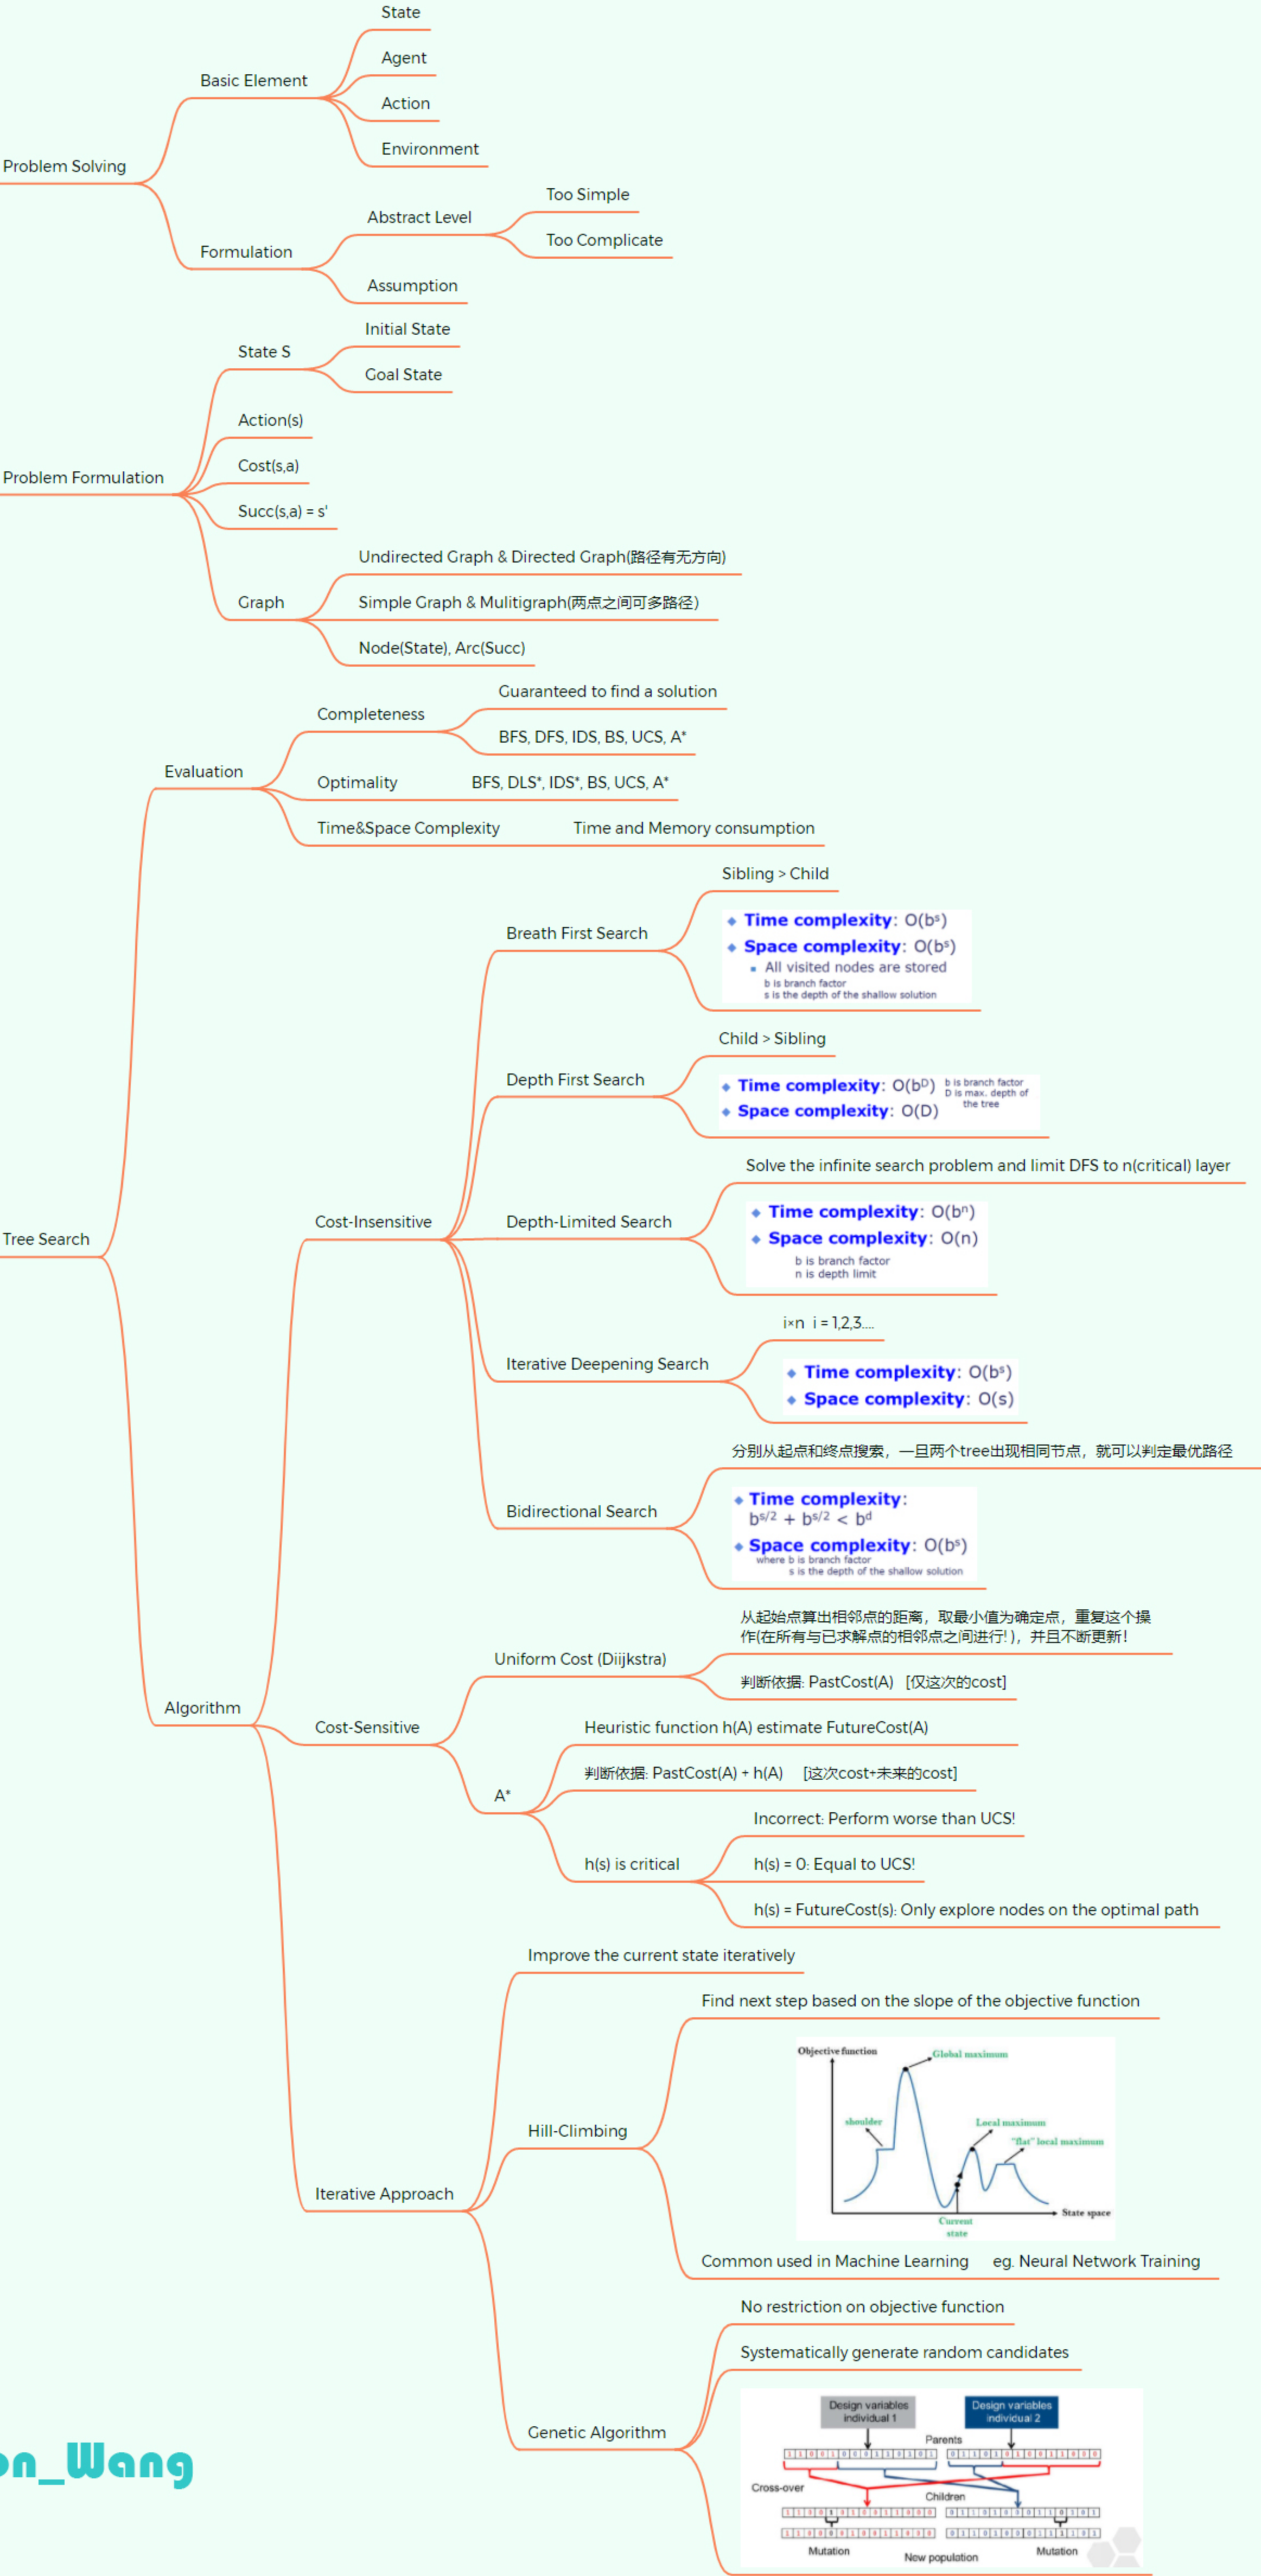 State
Agent
Basic Element
Action
Environment
Problem Solving
Too Simple
Abstract Level
Too Complicate
Formulation
Assumption
Initial State
State S
Goal State
Action(s)
Cost(s,a)
Problem Formulation
Succ(s,a) = s'
Undirected Graph & Directed Graph(路径有无方向)
Graph
Simple Graph & Mulitigraph(两点之间可多路径）
Node(State), Arc(Succ)
Guaranteed to find a solution
Completeness
BFS, DFS, IDS, BS, UCS, A*
Evaluation
Optimality BFS, DLS*, IDS*, BS, UCS, A*
Time&Space Complexity Time and Memory consumption
Sibling > Child
Breath First Search
Time complexity: O(bˢ)
Space complexity: O(bˢ)
All visited nodes are stored
b is branch factor
s is the depth of the shallow solution
Child > Sibling
Depth First Search
Time complexity: O(bᴰ)
Space complexity: O(D)
b is branch factor
D is max. depth of
the tree
Solve the infinite search problem and limit DFS to n(critical) layer
Tree Search
Cost-Insensitive
Depth-Limited Search
Time complexity: O(bⁿ)
Space complexity: O(n)
b is branch factor
n is depth limit
i×n i = 1,2,3....
Iterative Deepening Search
Time complexity: O(bˢ)
Space complexity: O(s)
分别从起点和终点搜索，一旦两个tree出现相同节点，就可以判定最优路径
Bidirectional Search
Time complexity:
b^s/2 + b^s/2 < b^d
Space complexity: O(bˢ)
where b is branch factor
s is the depth of the shallow solution
从起始点算出相邻点的距离，取最小值为确定点，重复这个操
作(在所有与已求解点的相邻点之间进行!)，并且不断更新!
Uniform Cost (Diijkstra)
判断依据: PastCost(A) [仅这次的cost]
Algorithm
Cost-Sensitive
Heuristic function h(A) estimate FutureCost(A)
判断依据: PastCost(A) + h(A) [这次cost+未来的cost]
A*
Incorrect: Perform worse than UCS!
h(s) is critical
h(s) = 0: Equal to UCS!
h(s) = FutureCost(s): Only explore nodes on the optimal path
Improve the current state iteratively
Find next step based on the slope of the objective function
Objective function
Global maximum
shoulder
Local maximum
"flat" local maximum
Hill-Climbing
Iterative Approach
State space
Current
state
Common used in Machine Learning eg. Neural Network Training
No restriction on objective function
Systematically generate random candidates
Genetic Algorithm
Design variables
individual 1
Design variables
individual 2
Parents
Cross-over
Children
Mutation
New population
Mutation
on_Wang